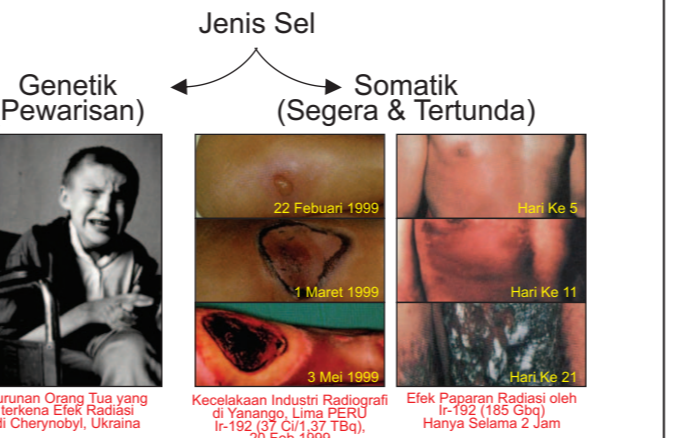 Jenis Sel
Genetik
Pewarisan)
Somatik
(Segera & Tertunda)
22 Febuari 1999
1 Maret 1999
3 Mei 1999
Hari Ke 5
Hari Ke 11
Hari Ke 21
urunan Orang Tua yang
terkena Efek Radiasi
di Cherynobyl, Ukraina
Kecelakaan Industri Radiografi
di Yanango, Lima PERU
Ir-192 (37 Ci/1,37 TBq),
20 Feb 1999
Efek Paparan Radiasi oleh
Ir-192 (185 Gbq)
Hanya Selama 2 Jam